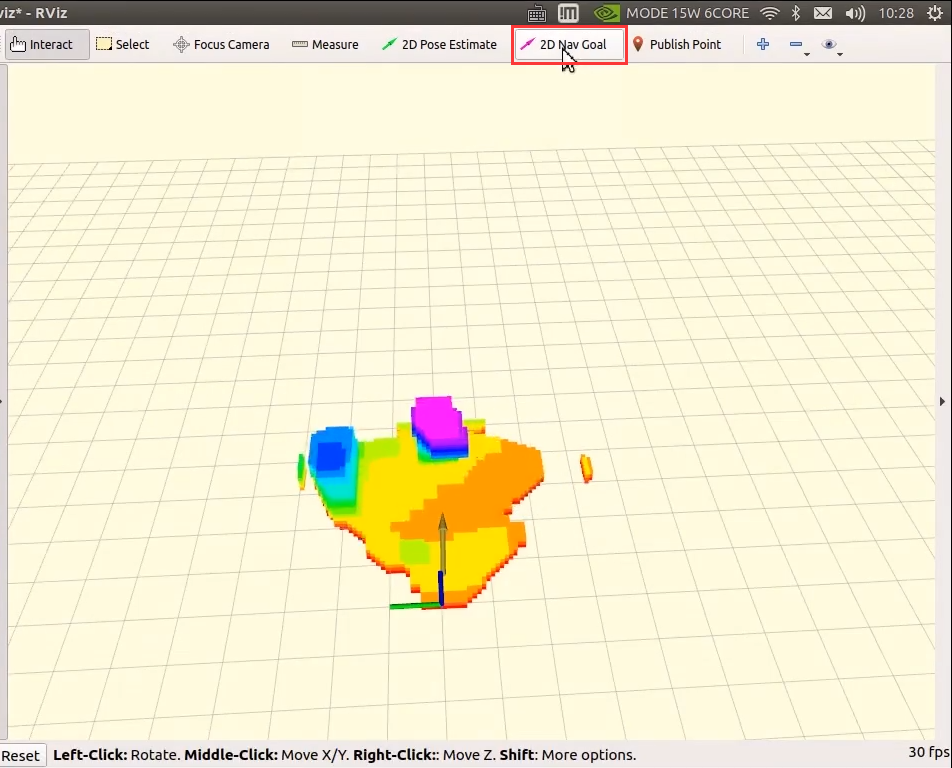 viz* - RViz
MODE 15W 6CORE
10:28
Interact
Select
Focus Camera
Measure
2D Pose Estimate
2D Nav Goal
Publish Point
Reset
Left-Click: Rotate. Middle-Click: Move X/Y. Right-Click:: Move Z. Shift: More options.
30 fps